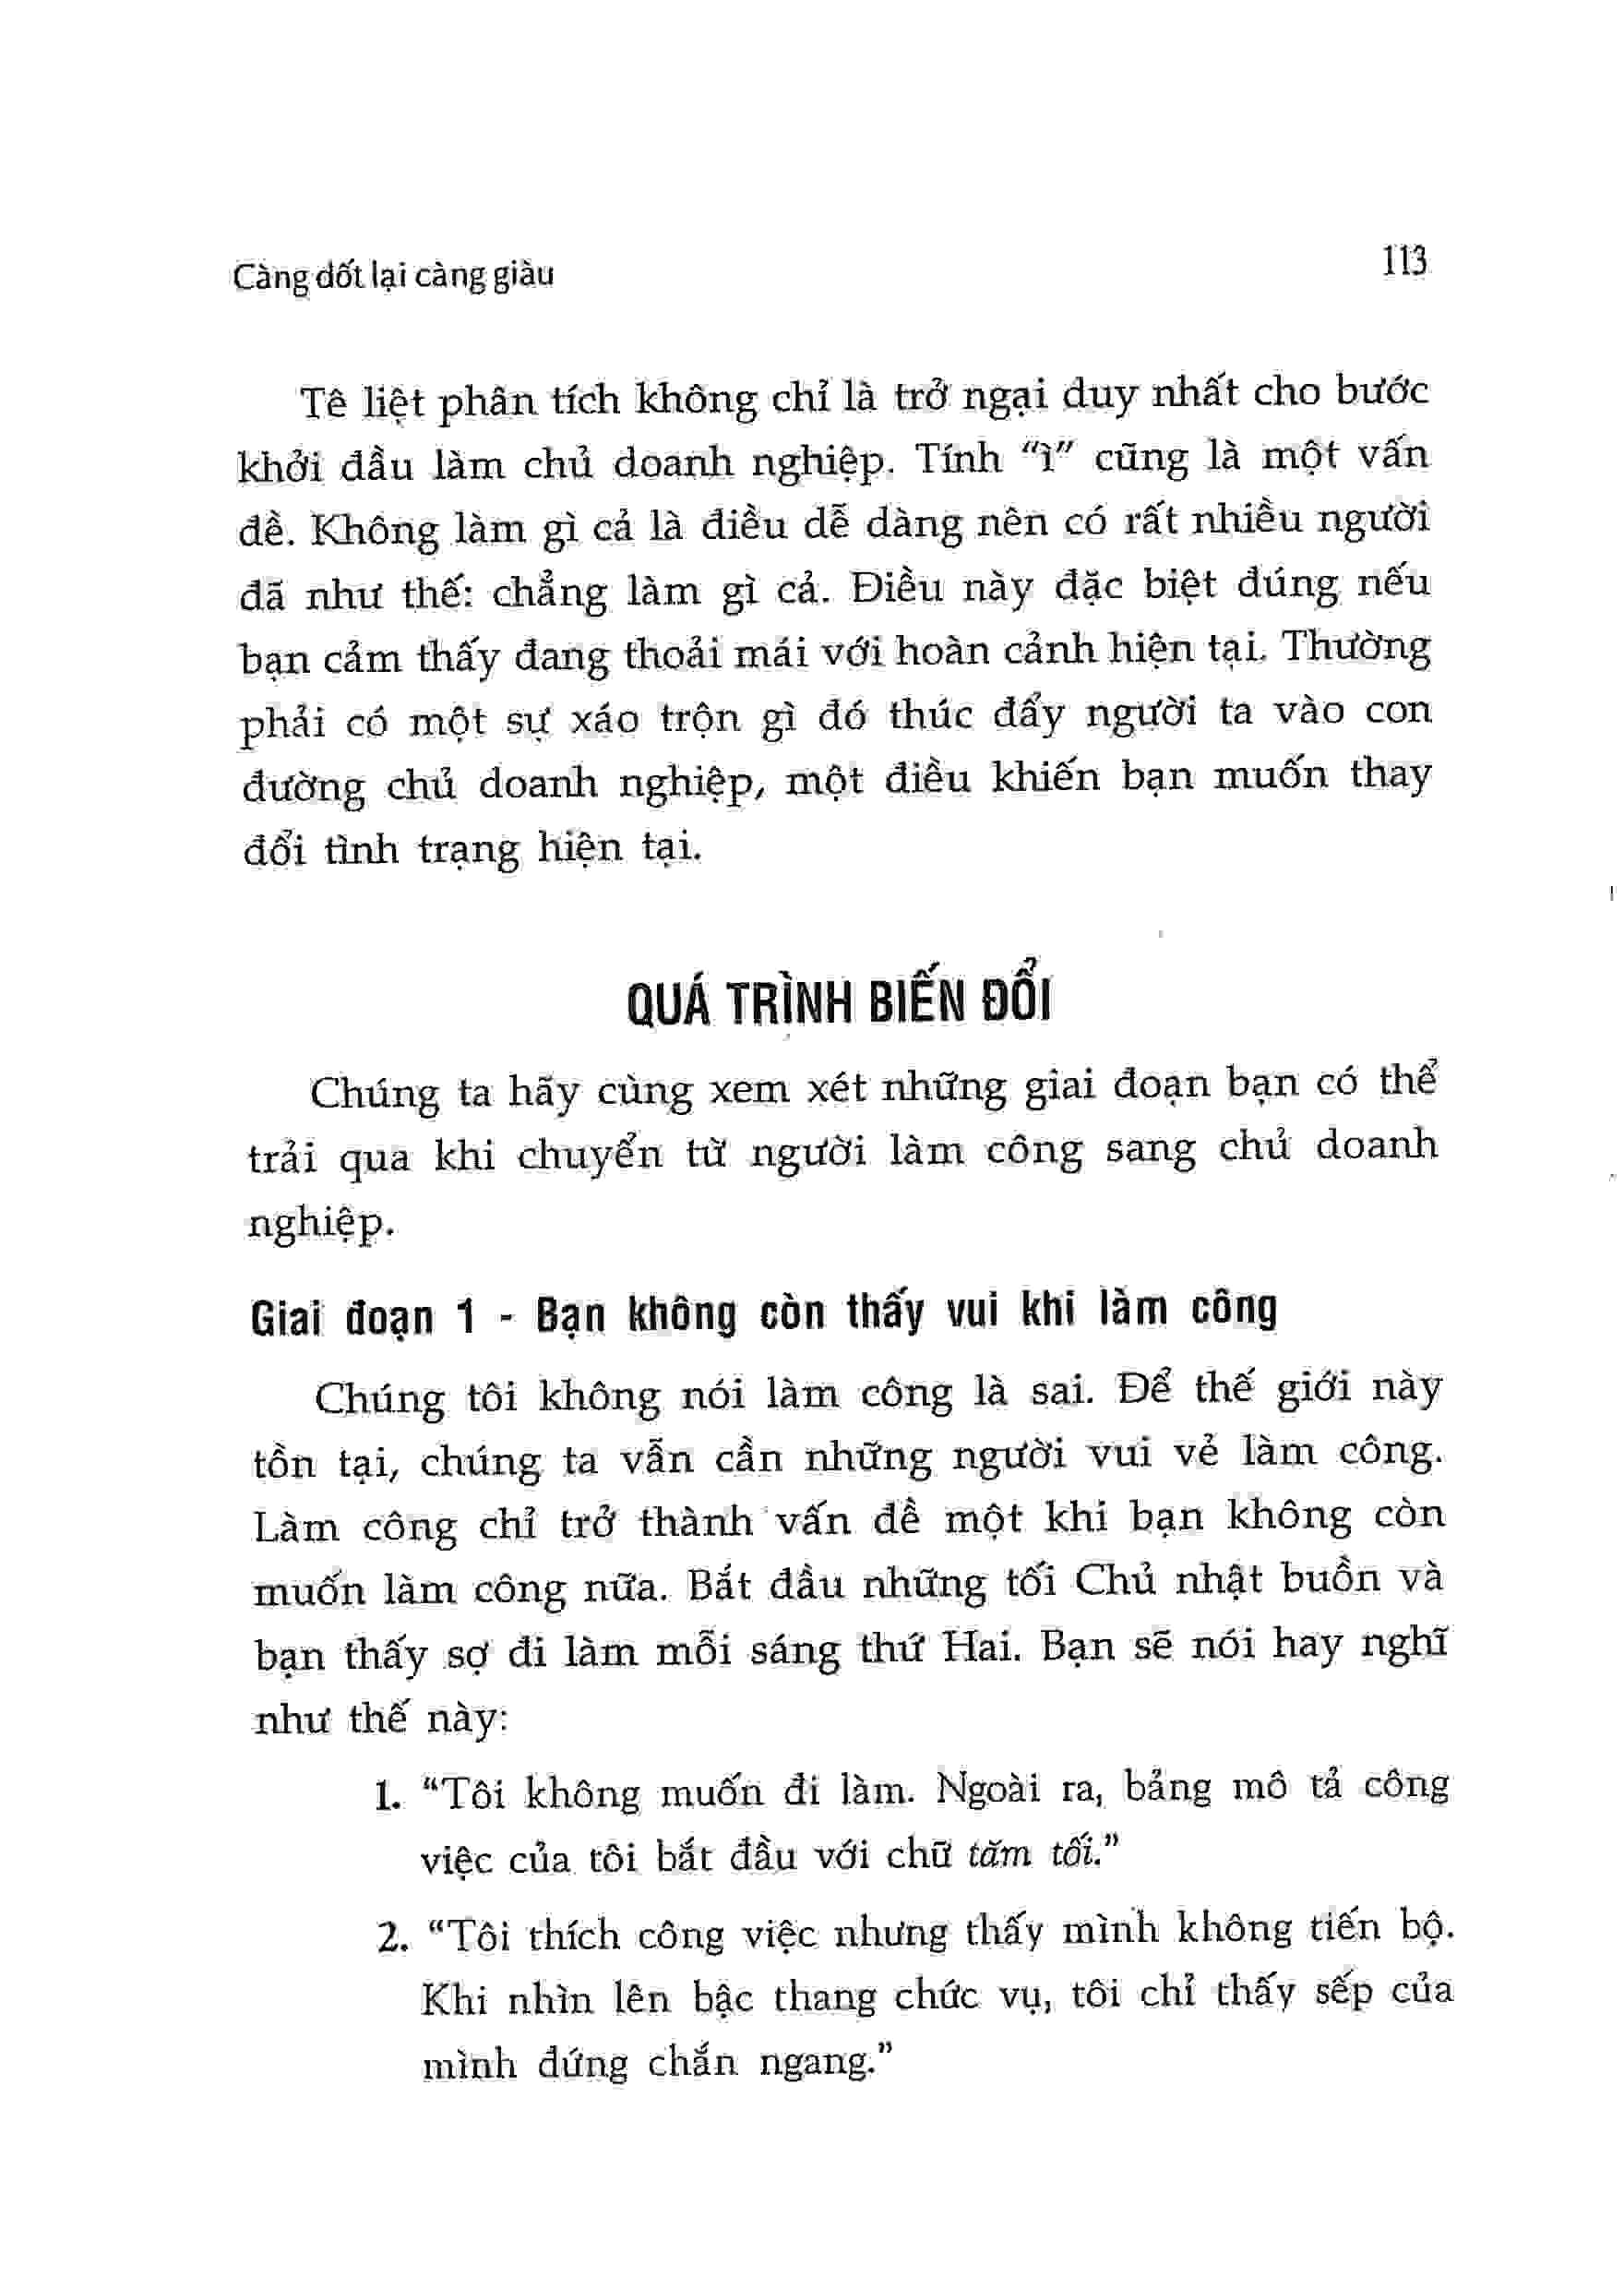 Càng dốt lại càng giàu
113
Tê liệt phân tích không chỉ là trở ngại duy nhất cho bước
khởi đầu làm chủ doanh nghiệp. Tính “ì” cũng là một vấn
đề. Không làm gì cả là điều dễ dàng nên có rất nhiều người
đã như thế: chẳng làm gì cả. Điều này đặc biệt đúng nếu
bạn cảm thấy đang thoải mái với hoàn cảnh hiện tại. Thường
phải có một sự xáo trộn gì đó thúc đẩy người ta vào con
đường chủ doanh nghiệp, một điều khiến bạn muốn thay
đổi tình trạng hiện tại.
QUÁ TRÌNH BIẾN ĐỔI
Chúng ta hãy cùng xem xét những giai đoạn bạn có thể
trải qua khi chuyển từ người làm công sang chủ doanh
nghiệp.
Giai đoạn 1 - Bạn không còn thấy vui khi làm công
Chúng tôi không nói làm công là sai. Để thế giới này
tồn tại, chúng ta vẫn cần những người vui vẻ làm công.
Làm công chỉ trở thành vấn đề một khi bạn không còn
muốn làm công nữa. Bắt đầu những tối Chủ nhật buồn và
bạn thấy sợ đi làm mỗi sáng thứ Hai. Bạn sẽ nói hay nghĩ
như thế này:
1. “Tôi không muốn đi làm. Ngoài ra, bảng mô tả công
việc của tôi bắt đầu với chữ tăm tối.”
2. “Tôi thích công việc nhưng thấy mình không tiến bộ.
Khi nhìn lên bậc thang chức vụ, tôi chỉ thấy sếp của
mình đứng chắn ngang.”